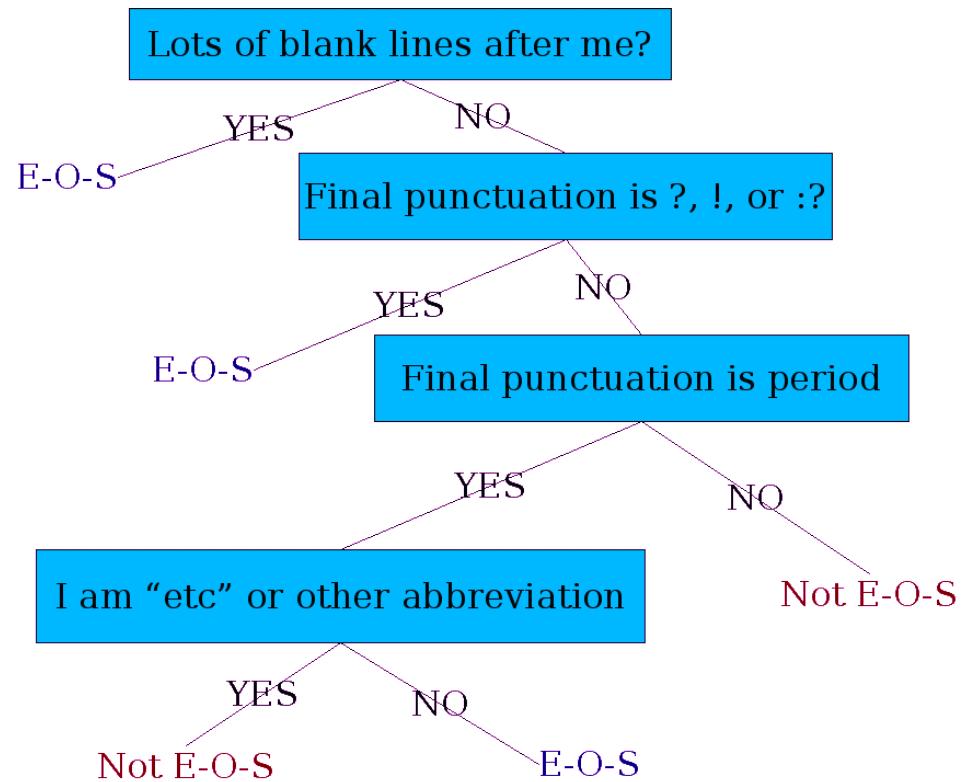 Lots of blank lines after me?
YES
NO
E-O-S
Final punctuation is ?, !, or :?
YES
NO
E-O-S
Final punctuation is period
YES
NO
I am “etc” or other abbreviation
Not E-O-S
YES
NO
Not E-O-S
E-O-S